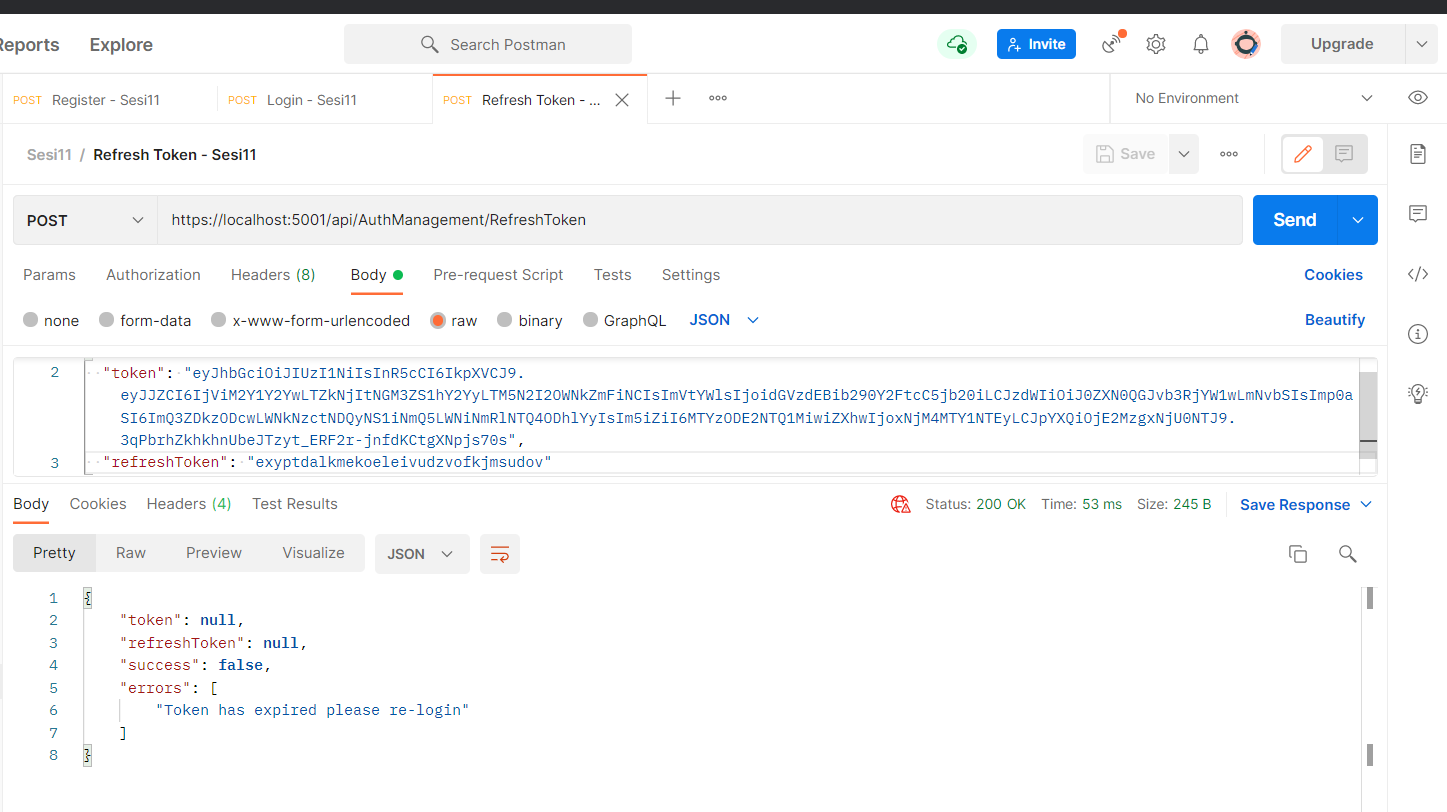 Reports Explore Search Postman Invite Upgrade
POST Register - Sesi11 POST Login - Sesi11 POST Refresh Token - ... No Environment
Sesi11 / Refresh Token - Sesi11 Save
POST https://localhost:5001/api/AuthManagement/RefreshToken Send
Params Authorization Headers (8) Body Pre-request Script Tests Settings Cookies
none form-data x-www-form-urlencoded raw binary GraphQL JSON Beautify
2 "token": "eyJhbGciOiJIUzI1NiIsInR5cCI6IkpXVCJ9.
eyJJZCI6IjViM2Y1Y2YwLTZkNjItNGM3ZS1hY2YyLTM5N2I2OWNkZmFiNCIsImVtYWlsIjoidGVzdEBib290Y2FtcC5jb20iLCJzdWIiOiJ0ZXN0QGJvb3RjYW1wLmNvbSIsImp0a
SI6ImQ3ZDkzODcwLWNkNzctNDQyNS1iNmQ5LWNiNmRlNTQ4ODhlYyIsIm5iZiI6MTYzODE2NTQ1MiwiZXhwIjoxNjM4MTY1NTEyLCJpYXQiOjE2MzgxNjU0NTJ9.
3qPbrhZkhkhnUbeJTzyt_ERF2r-jnfdKCtgXNpjs70s",
3 "refreshToken": "exyptdalkmekoeleivudzvofkjmsudov"
Body Cookies Headers (4) Test Results Status: 200 OK Time: 53 ms Size: 245 B Save Response
Pretty Raw Preview Visualize JSON
1 {
2 "token": null,
3 "refreshToken": null,
4 "success": false,
5 "errors": [
6 "Token has expired please re-login"
7 ]
8 }